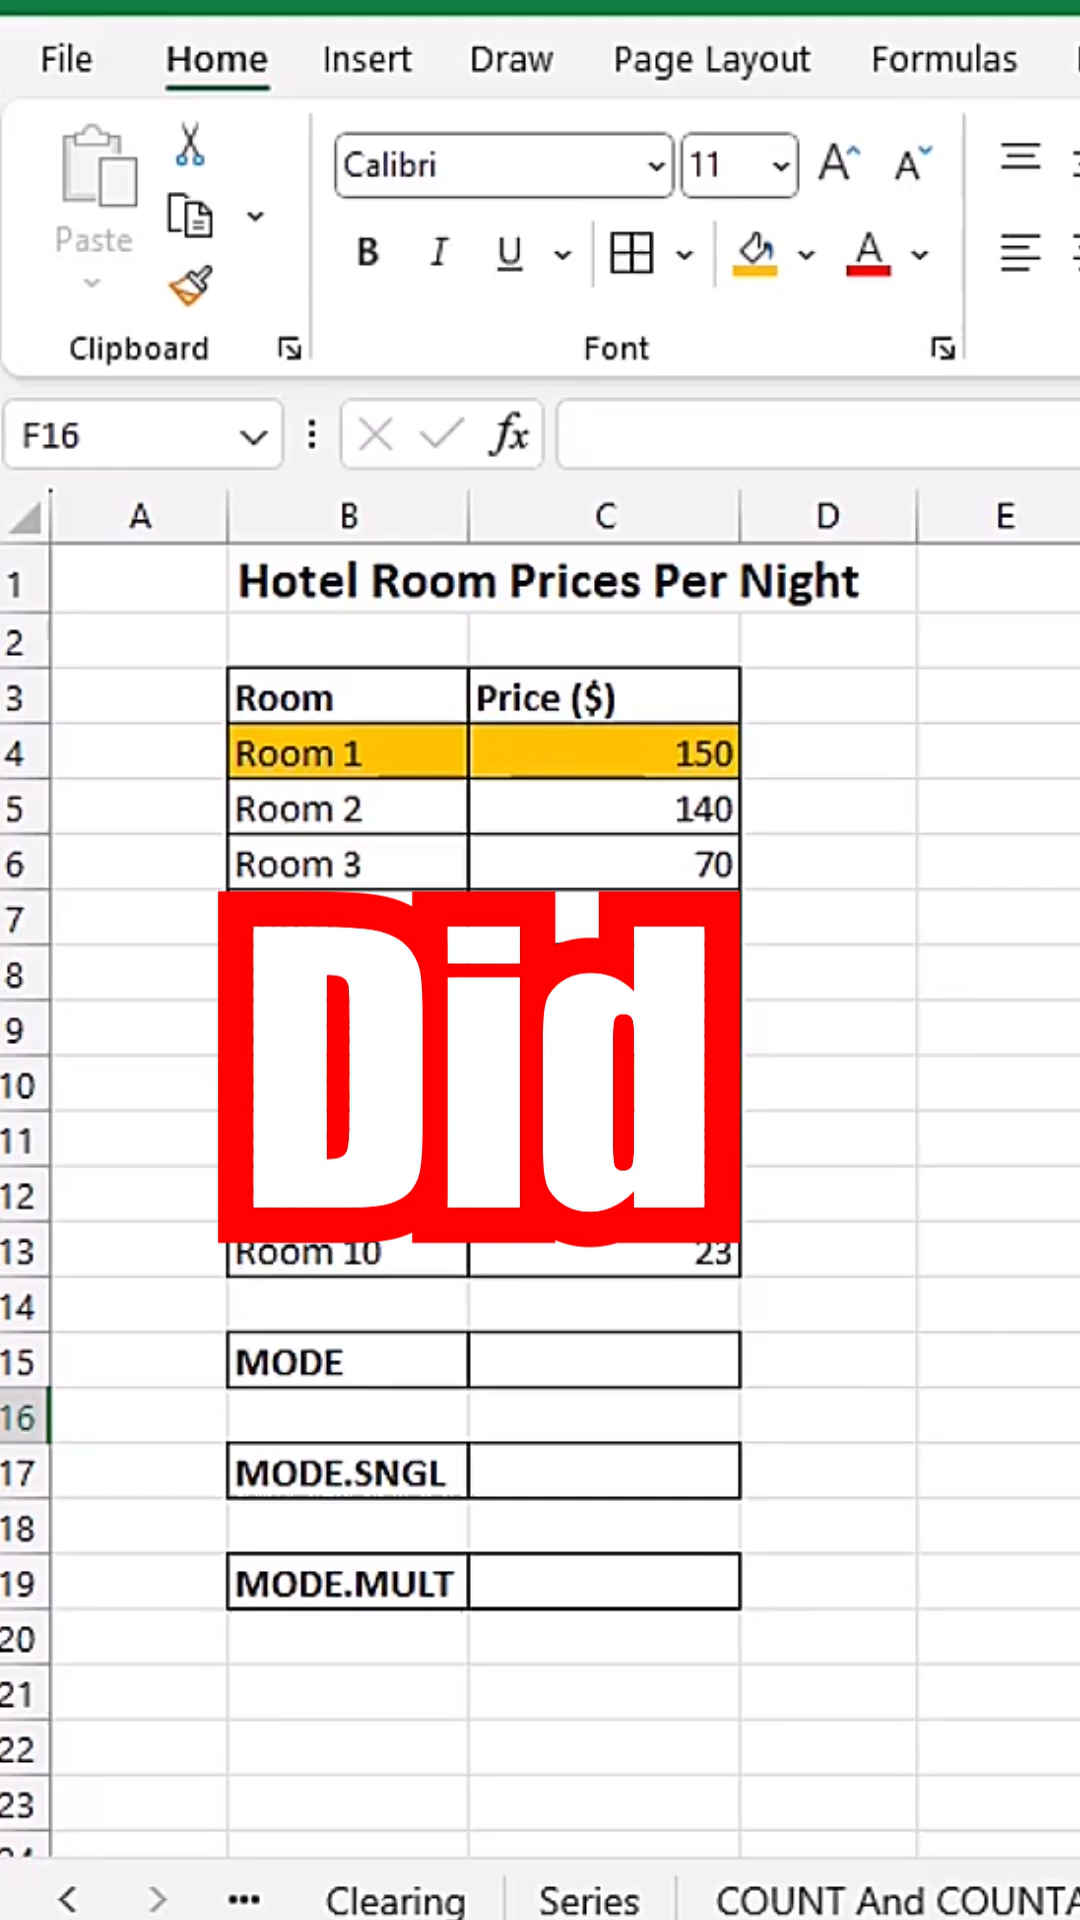 File Home Insert Draw Page Layout Formulas
Calibri 11 A A
Paste B I U A
Clipboard Font
F16 fx
A B C D E
1 Hotel Room Prices Per Night
2
3 Room Price ($)
4 Room 1 150
5 Room 2 140
6 Room 3 70
7
8
9
10
11
12
Did
13 Room 10 23
14
15 MODE
16
17 MODE.SNGL
18
19 MODE.MULT
20
21
22
23
Clearing Series COUNT And COUNTA